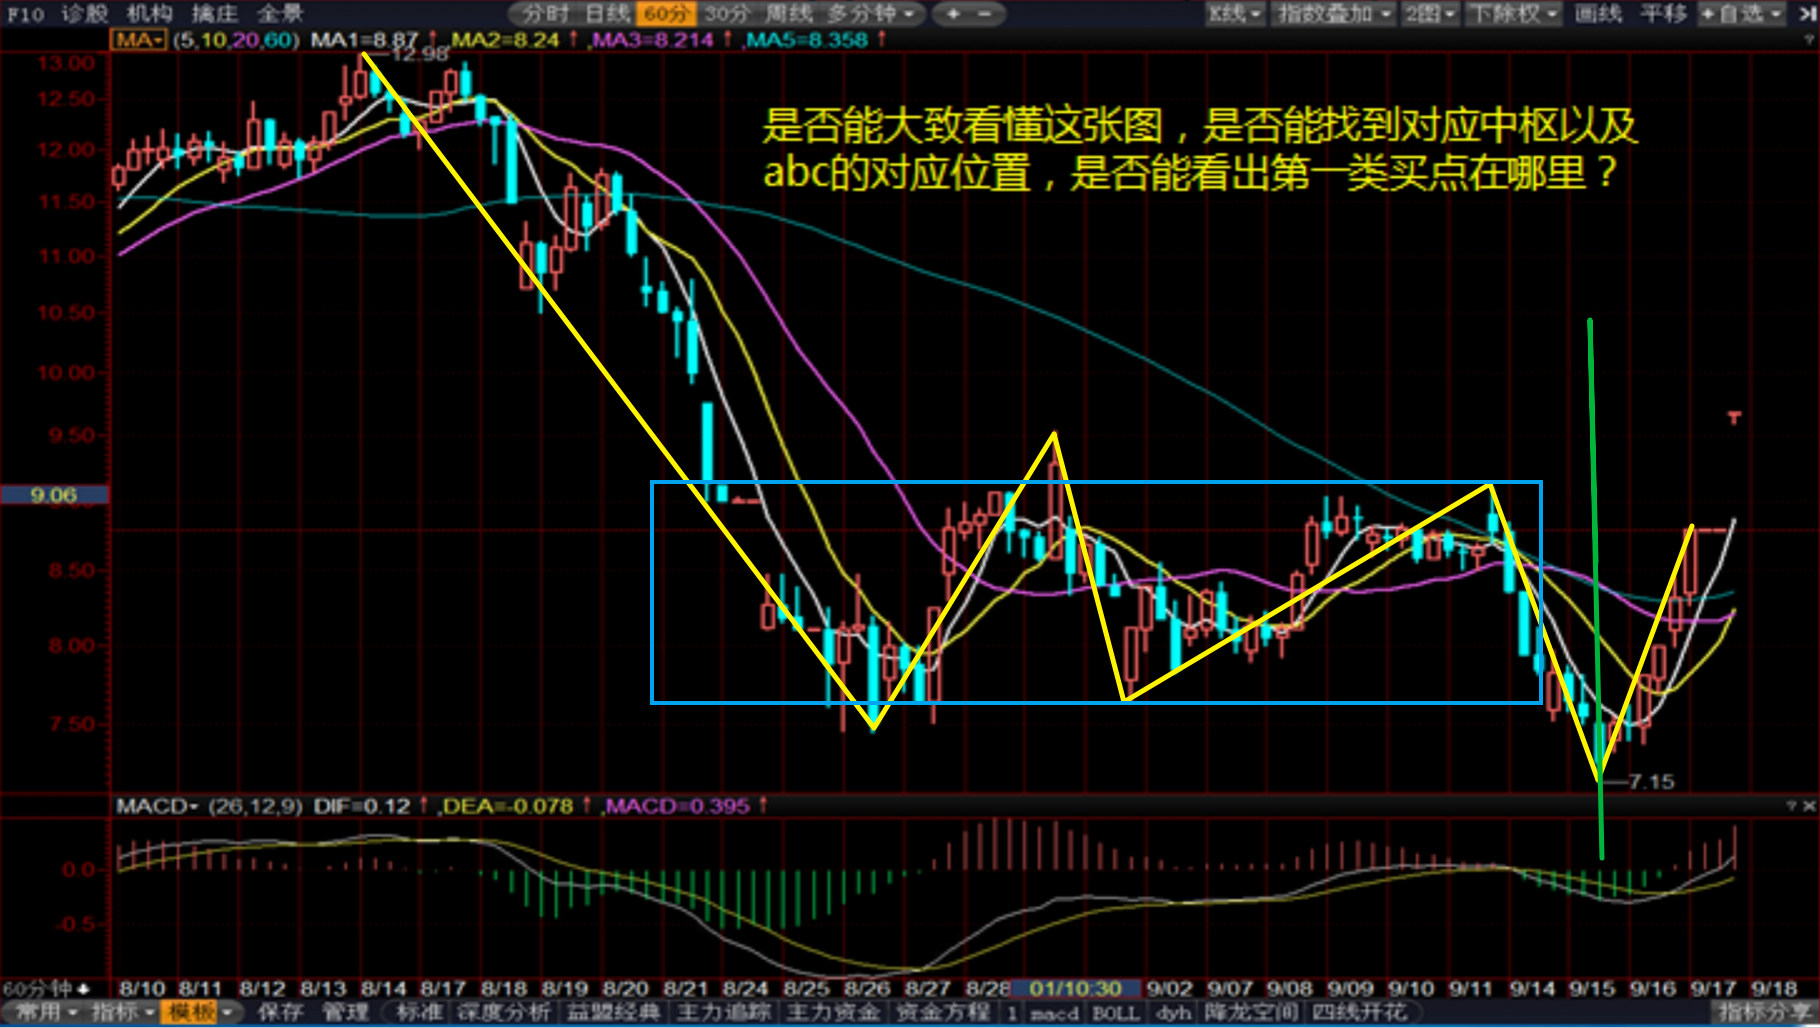 F10 诊股 机构 擒庄 全景 分时 日线 60分 30分 周线 多分钟 + - K线 指数叠加 2图 下除权 画线 平移 +自选
MA (5,10,20,60) MA1=8.87↑ ,MA2=8.24↑ ,MA3=8.214↑ ,MA5=8.358↑ ?
12.98
13.00
12.50
12.00
11.50
11.00
10.50
10.00
9.50
9.06
8.50
8.00
7.50
是否能大致看懂这张图，是否能找到对应中枢以及
abc的对应位置，是否能看出第一类买点在哪里？
7.15
MACD (26,12,9) DIF=0.12↑ ,DEA=-0.078↑ ,MACD=0.395↑ ? ×
0.0
-0.5
60分钟 8/10 8/11 8/12 8/13 8/14 8/17 8/18 8/19 8/20 8/21 8/24 8/25 8/26 8/27 8/28 01/10:30 9/02 9/07 9/08 9/09 9/10 9/11 9/14 9/15 9/16 9/17 9/18
常用 指标 模板 保存 管理 标准 深度分析 益盟经典 主力追踪 主力资金 资金方程 1 macd BOLL dyh 降龙空间 四线开花 指标分享